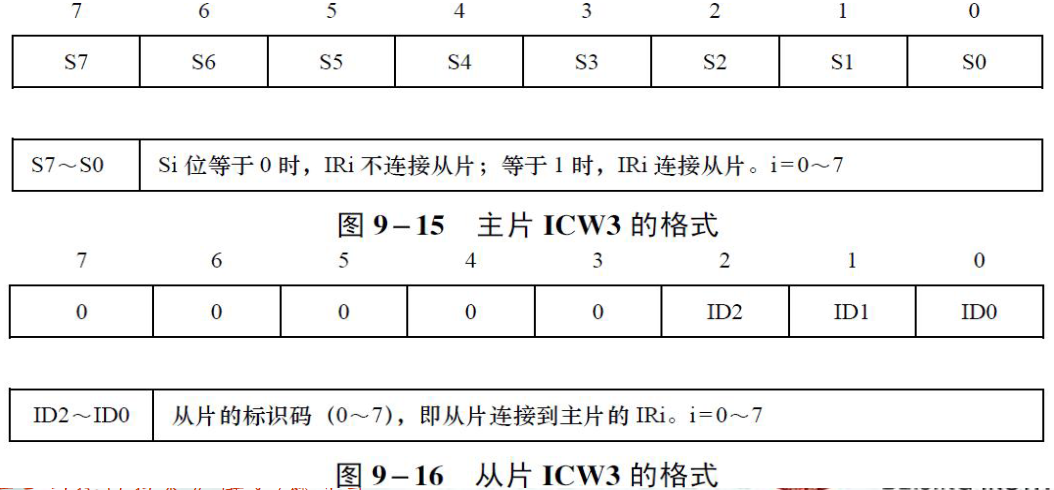 7 6 5 4 3 2 1 0
S7 S6 S5 S4 S3 S2 S1 S0
S7～S0 Si 位等于 0 时，IRi 不连接从片；等于 1 时，IRi 连接从片。i=0～7
图 9－15 主片 ICW3 的格式
7 6 5 4 3 2 1 0
0 0 0 0 0 ID2 ID1 ID0
ID2～ID0 从片的标识码（0～7），即从片连接到主片的 IRi。i=0～7
图 9－16 从片 ICW3 的格式